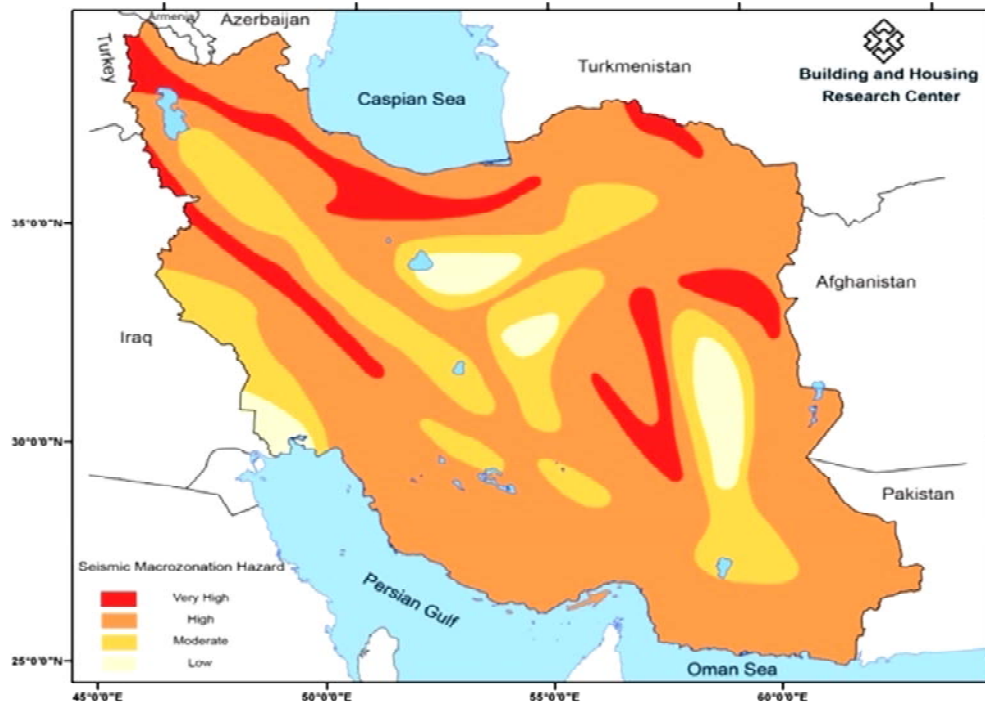 Armenia
Azerbaijan
Turkey
Caspian Sea
Turkmenistan
Building and Housing
Research Center
35°0'0"N
Afghanistan
Iraq
30°0'0"N
Pakistan
Seismic Macrozonation Hazard
Very High
High
Moderate
Low
Persian Gulf
25°0'0"N
Oman Sea
45°0'0"E
50°0'0"E
55°0'0"E
60°0'0"E